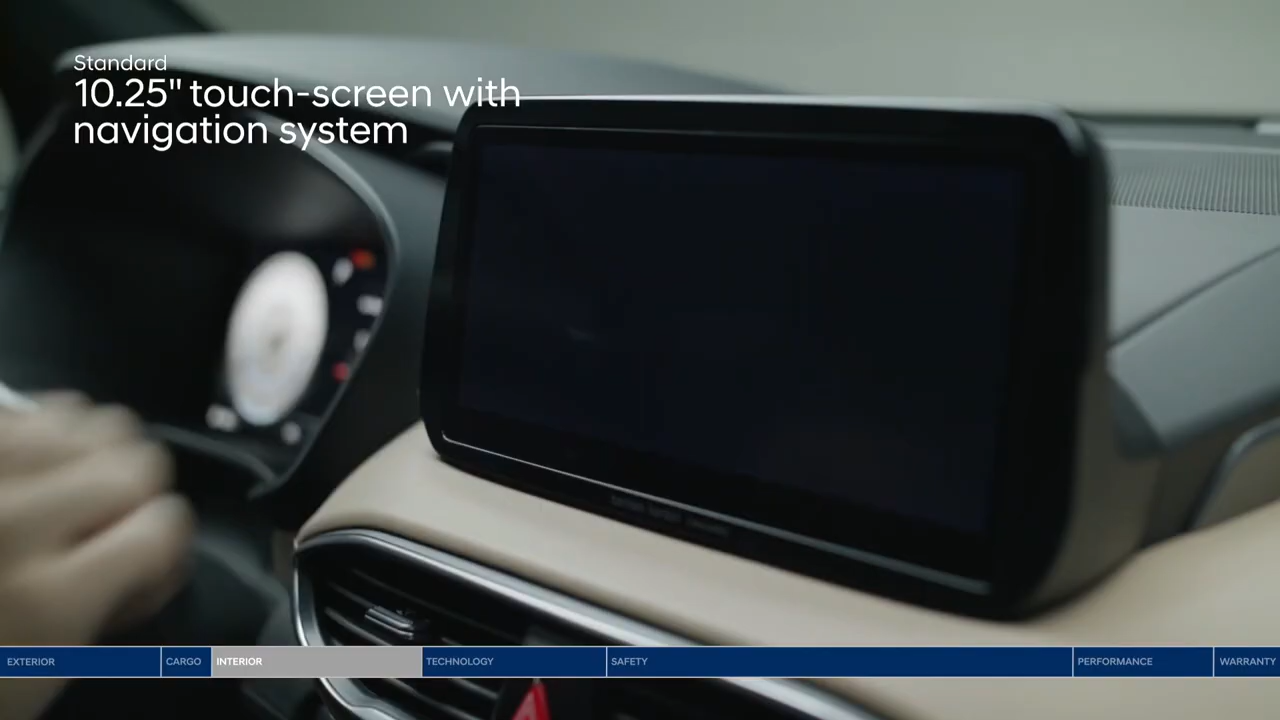 Standard
10.25" touch-screen with
navigation system
EXTERIOR
CARGO
INTERIOR
TECHNOLOGY
SAFETY
PERFORMANCE
WARRANTY